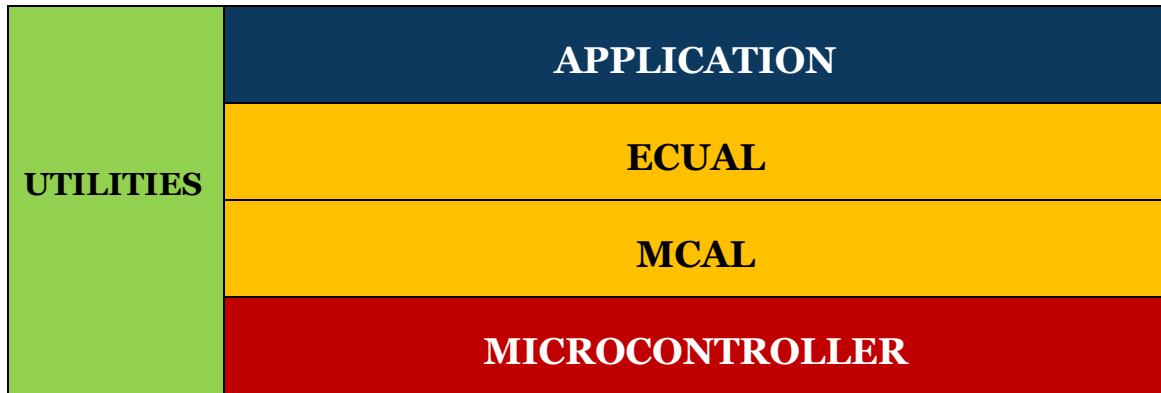 APPLICATION
ECUAL
UTILITIES
MCAL
MICROCONTROLLER